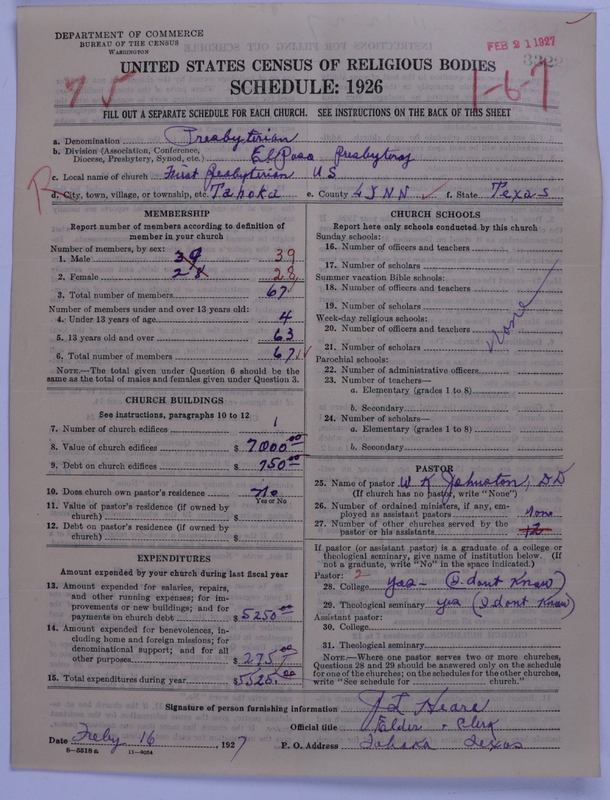 DEPARTMENT OF COMMERCE
BUREAU OF THE CENSUS
WASHINGTON
FEB 21 1927
UNITED STATES CENSUS OF RELIGIOUS BODIES
SCHEDULE: 1926
1-6-7
FILL OUT A SEPARATE SCHEDULE FOR EACH CHURCH. SEE INSTRUCTIONS ON THE BACK OF THIS SHEET
a. Denomination Presbyterian
b. Division (Association, Conference, Diocese, Presbytery, Synod, etc.) El Paso Presbytery
c. Local name of church First Presbyterian U S
R
d. City, town, village, or township, etc. Tahoka e. County LYNN f. State Texas
MEMBERSHIP
Report number of members according to definition of member in your church
Number of members, by sex:
1. Male 39 39
2. Female 28 28
3. Total number of members 67
Number of members under and over 13 years old:
4. Under 13 years of age 4
5. 13 years old and over 63
6. Total number of members 67
NOTE.—The total given under Question 6 should be the same as the total of males and females given under Question 3.
CHURCH BUILDINGS
See instructions, paragraphs 10 to 12
7. Number of church edifices 1
8. Value of church edifices $ 7000 00
9. Debt on church edifices $ 750 00
10. Does church own pastor's residence no
Yes or No
11. Value of pastor's residence (if owned by church) $
12. Debt on pastor's residence (if owned by church) $
EXPENDITURES
Amount expended by your church during last fiscal year
13. Amount expended for salaries, repairs, and other running expenses; for improvements or new buildings; and for payments on church debt $ 5250 00
14. Amount expended for benevolences, including home and foreign missions; for denominational support; and for all other purposes $ 275 00
15. Total expenditures during year $ 5525.00
CHURCH SCHOOLS
Report here only schools conducted by this church
Sunday schools:
16. Number of officers and teachers
17. Number of scholars
Summer vacation Bible schools:
18. Number of officers and teachers
19. Number of scholars
Week-day religious schools:
20. Number of officers and teachers
21. Number of scholars
none
Parochial schools:
22. Number of administrative officers
23. Number of teachers—
a. Elementary (grades 1 to 8)
b. Secondary
24. Number of scholars—
a. Elementary (grades 1 to 8)
b. Secondary
PASTOR
25. Name of pastor W K Johnston, DD
(If church has no pastor, write "None")
26. Number of ordained ministers, if any, employed as assistant pastors none
27. Number of other churches served by the pastor or his assistants
If pastor (or assistant pastor) is a graduate of a college or theological seminary, give name of institution below. (If not a graduate, write "No" in the space indicated.)
Pastor: 2
28. College yes - (I dont Know)
29. Theological seminary yes (I dont Know)
Assistant pastor:
30. College
31. Theological seminary
NOTE.—Where one pastor serves two or more churches, Questions 28 and 29 should be answered only on the schedule for one of the churches; on the schedules for the other churches, write "See schedule for church."
Signature of person furnishing information
Official title Elder & Clerk
Date Feby 16, 1927 P. O. Address Tahoka Texas
8-5518 a 11-9084